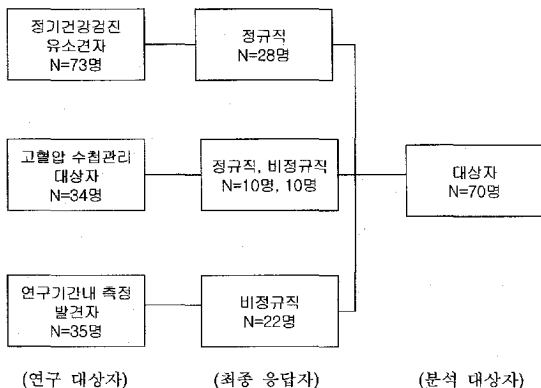 정기건강검진
유소견자
N=73명
정규직
N=28명
고혈압 수첩관리
대상자
N=34명
정규직, 비정규직
N=10명, 10명
대상자
N=70명
연구기간내 측정
발견자
N=35명
비정규직
N=22명
(연구 대상자)
(최종 응답자)
(분석 대상자)